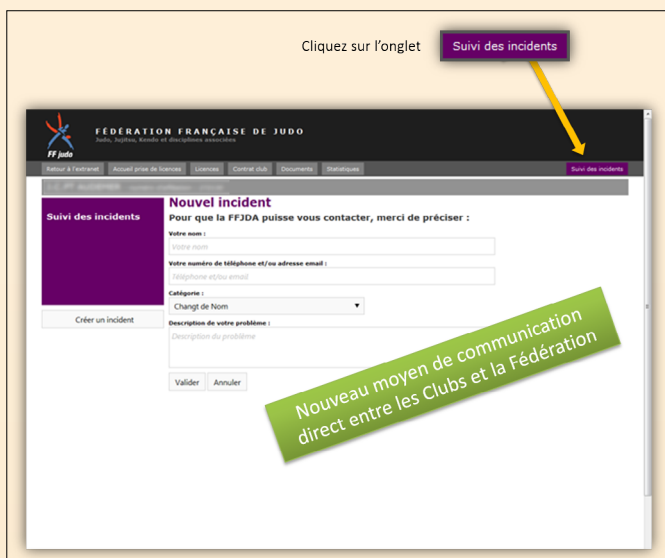 Cliquez sur l'onglet Suivi des incidents
FÉDÉRATION FRANÇAISE DE JUDO
Judo, Jujitsu, Kendo et disciplines associées
FF judo
Retour à l'extranet Accueil prise de licences Licences Contrat club Documents Statistiques Suivi des incidents
Suivi des incidents
Créer un incident
Nouvel incident
Pour que la FFJDA puisse vous contacter, merci de préciser :
Votre nom :
Votre nom
Votre numéro de téléphone et/ou adresse email :
Téléphone et/ou email
Catégorie :
Changt de Nom
Description de votre problème :
Description du problème
Valider Annuler
Nouveau moyen de communication
direct entre les Clubs et la Fédération